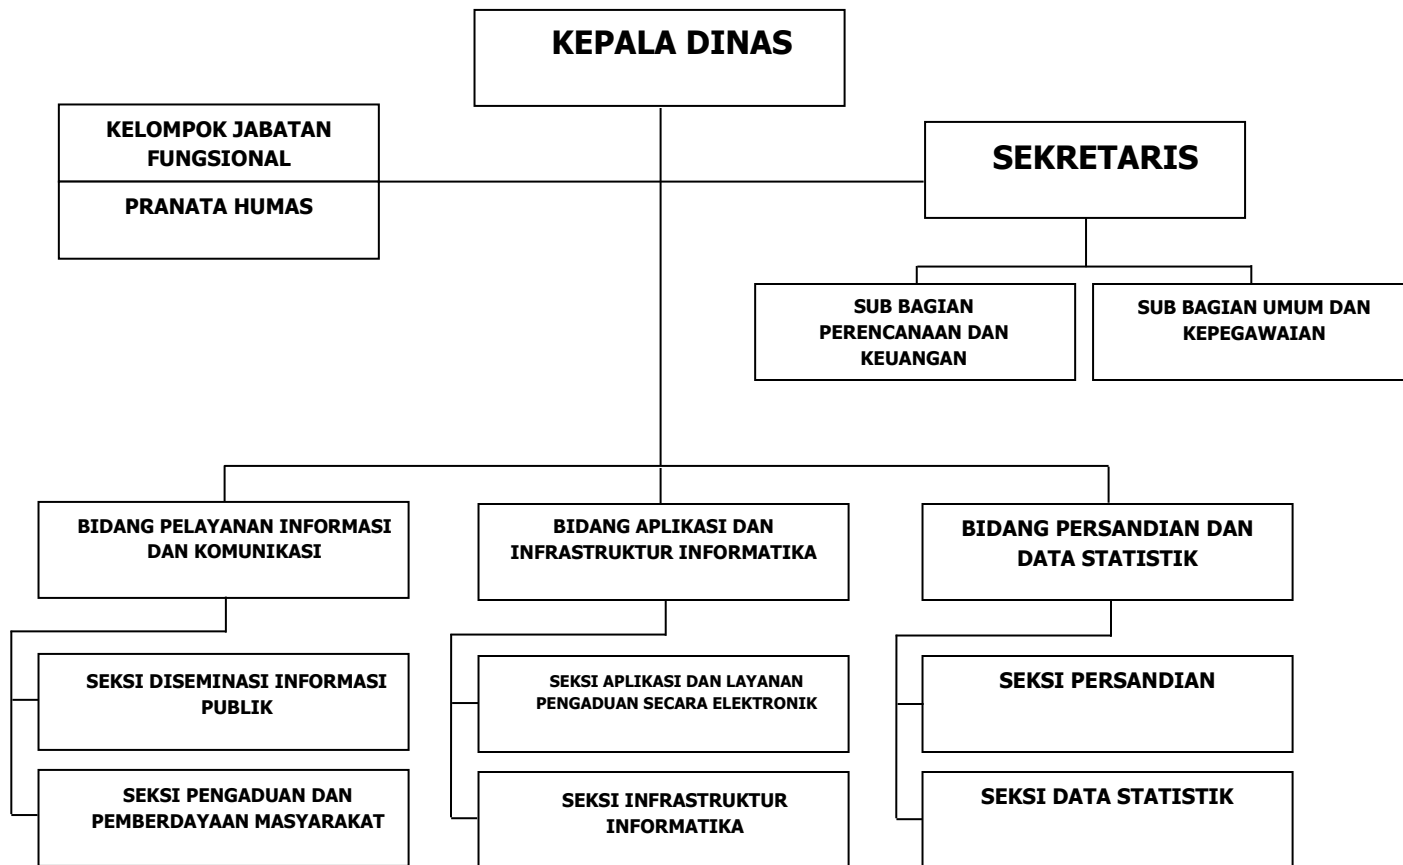 KEPALA DINAS
KELOMPOK JABATAN
FUNGSIONAL
PRANATA HUMAS
SEKRETARIS
SUB BAGIAN
PERENCANAAN DAN
KEUANGAN
SUB BAGIAN UMUM DAN
KEPEGAWAIAN
BIDANG PELAYANAN INFORMASI
DAN KOMUNIKASI
BIDANG APLIKASI DAN
INFRASTRUKTUR INFORMATIKA
BIDANG PERSANDIAN DAN
DATA STATISTIK
SEKSI DISEMINASI INFORMASI
PUBLIK
SEKSI APLIKASI DAN LAYANAN
PENGADUAN SECARA ELEKTRONIK
SEKSI PERSANDIAN
SEKSI PENGADUAN DAN
PEMBERDAYAAN MASYARAKAT
SEKSI INFRASTRUKTUR
INFORMATIKA
SEKSI DATA STATISTIK